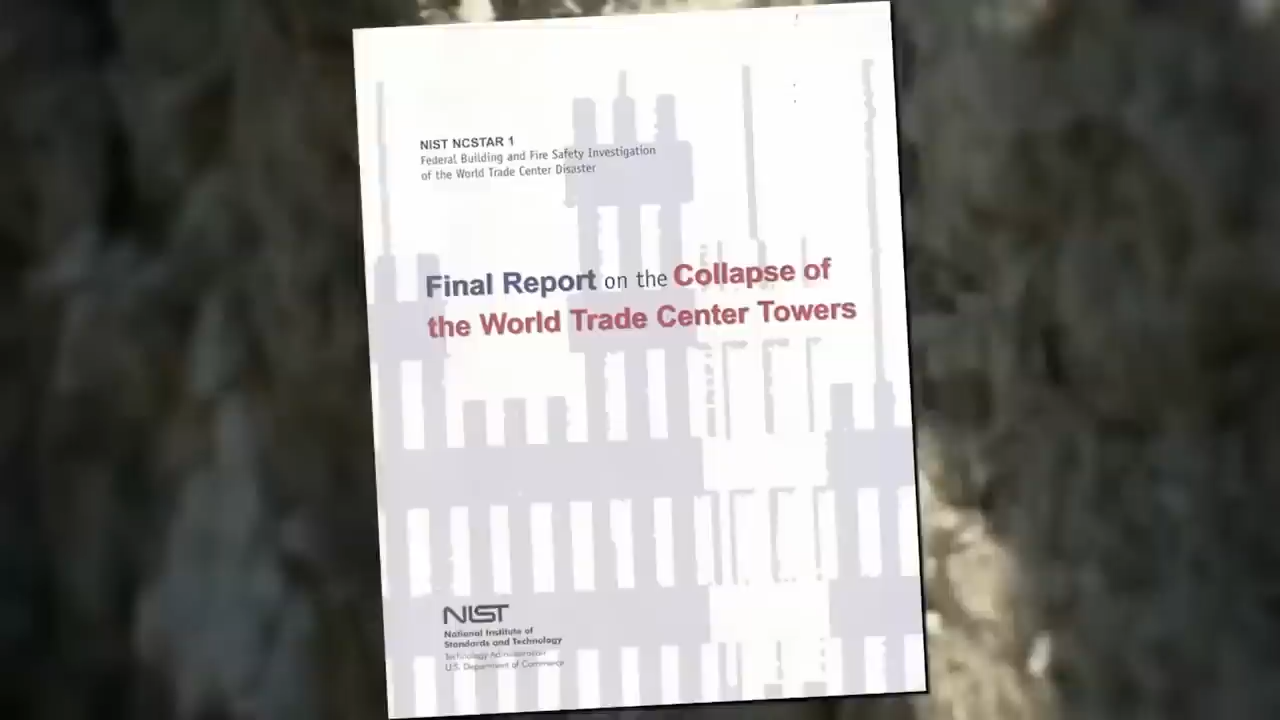 NIST NCSTAR 1
Federal Building and Fire Safety Investigation
of the World Trade Center Disaster
Final Report on the Collapse of
the World Trade Center Towers
NIST
National Institute of
Standards and Technology
Technology Administration
U.S. Department of Commerce